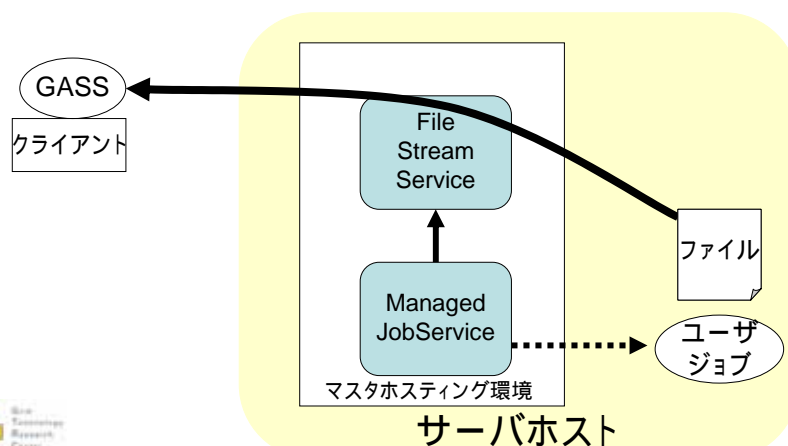 GASS
クライアント
File
Stream
Service
ファイル
Managed
JobService
ユーザ
ジョブ
マスタホスティング環境
サーバホスト